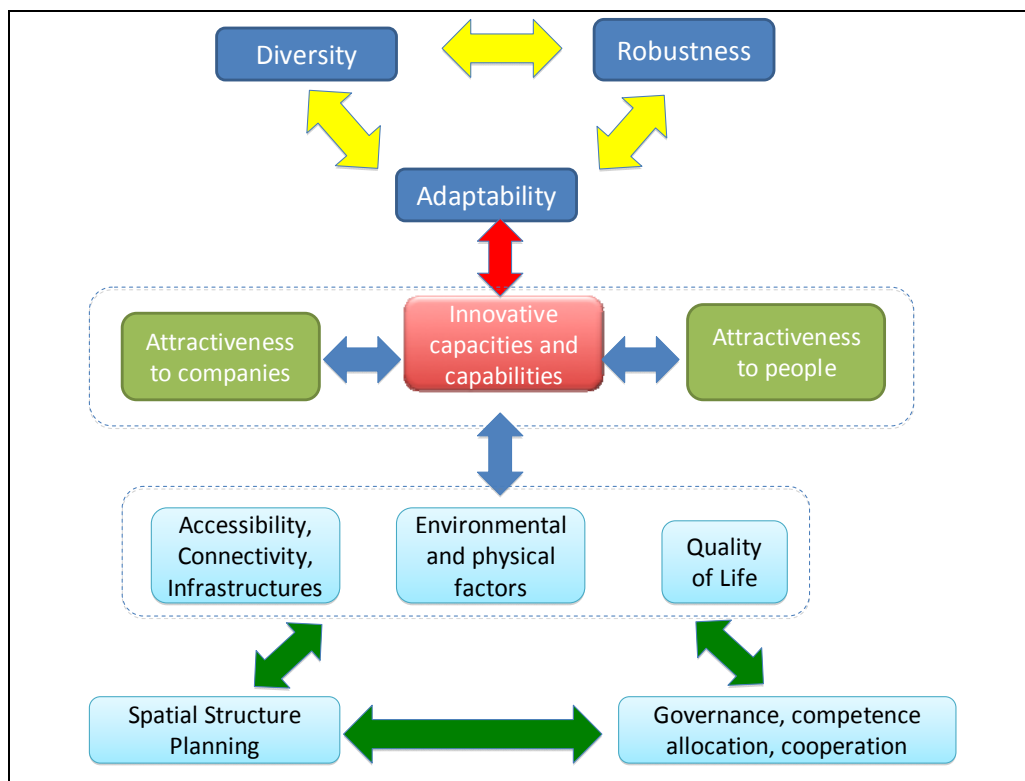 Diversity
Robustness
Adaptability
Attractiveness
to companies
Innovative
capacities and
capabilities
Attractiveness
to people
Accessibility,
Connectivity,
Infrastructures
Environmental
and physical
factors
Quality
of Life
Spatial Structure
Planning
Governance, competence
allocation, cooperation